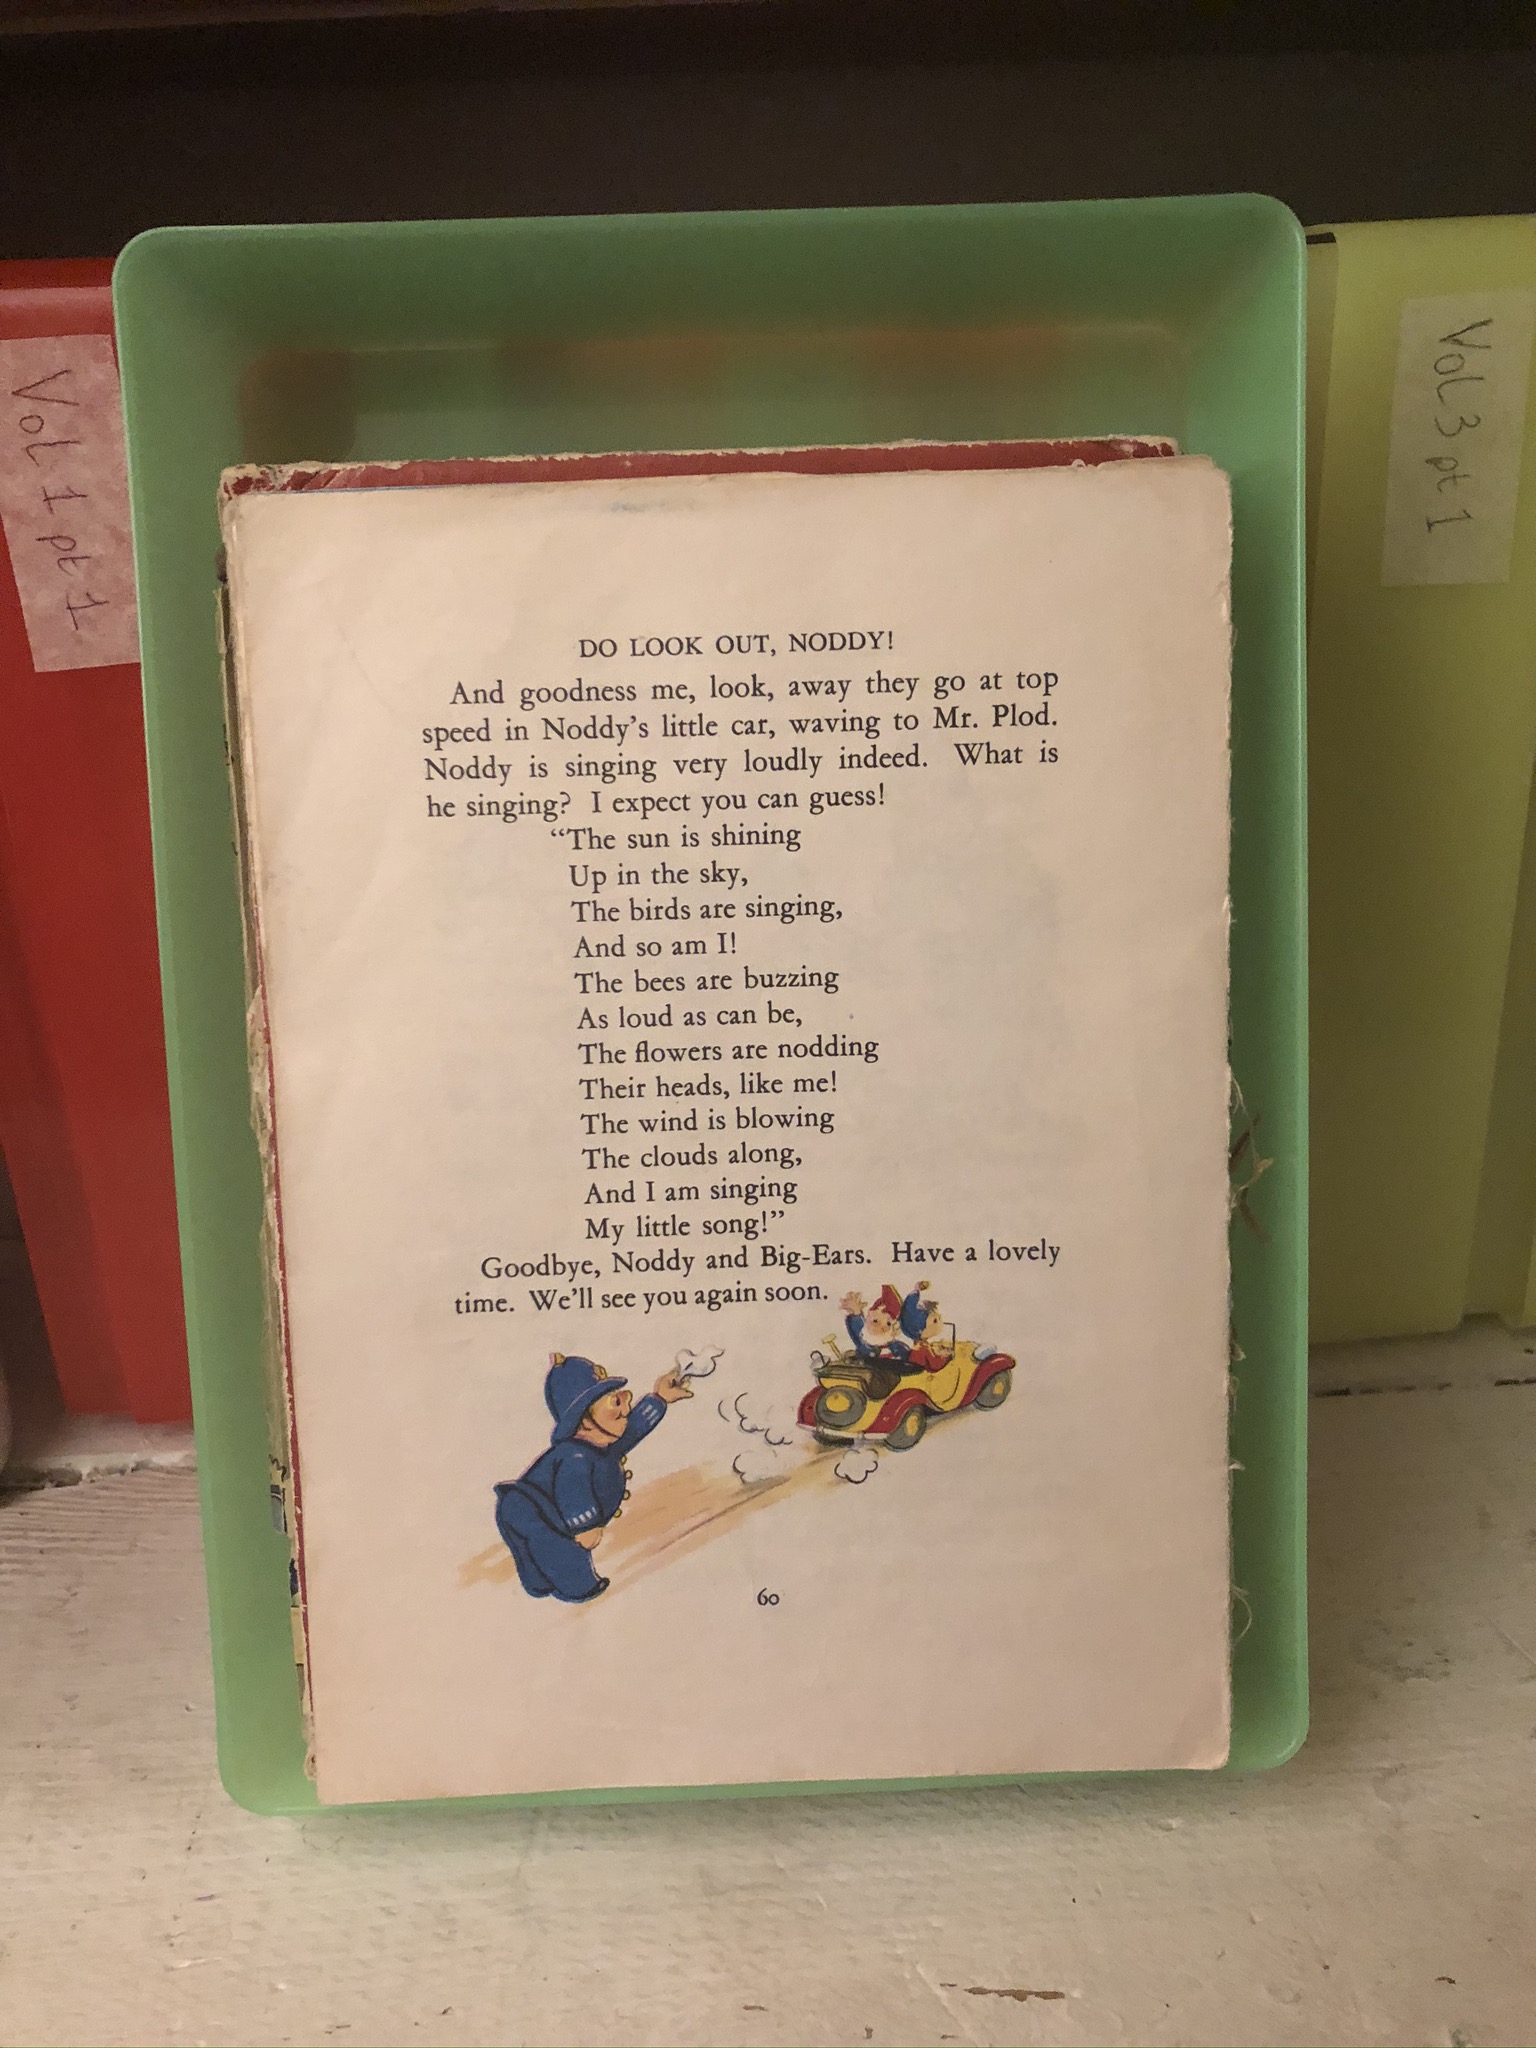 Vol 1 pt 1
DO LOOK OUT, NODDY!
And goodness me, look, away they go at top
speed in Noddy's little car, waving to Mr. Plod.
Noddy is singing very loudly indeed. What is
he singing? I expect you can guess!
"The sun is shining
Up in the sky,
The birds are singing,
And so am I!
The bees are buzzing
As loud as can be,
The flowers are nodding
Their heads, like me!
The wind is blowing
The clouds along,
And I am singing
My little song!"
Goodbye, Noddy and Big-Ears. Have a lovely
time. We'll see you again soon.
60
Vol 3 pt 1